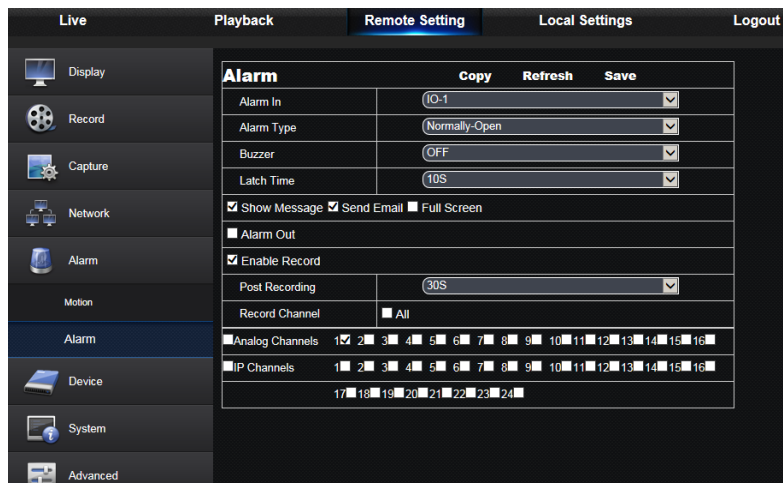 Live Playback Remote Setting Local Settings Logout
Display
Record
Capture
Network
Alarm
Motion
Alarm
Device
System
Advanced
Alarm Copy Refresh Save
Alarm In IO-1
Alarm Type Normally-Open
Buzzer OFF
Latch Time 10S
Show Message Send Email Full Screen
Alarm Out
Enable Record
Post Recording 30S
Record Channel All
Analog Channels 1 2 3 4 5 6 7 8 9 10 11 12 13 14 15 16
IP Channels 1 2 3 4 5 6 7 8 9 10 11 12 13 14 15 16
17 18 19 20 21 22 23 24